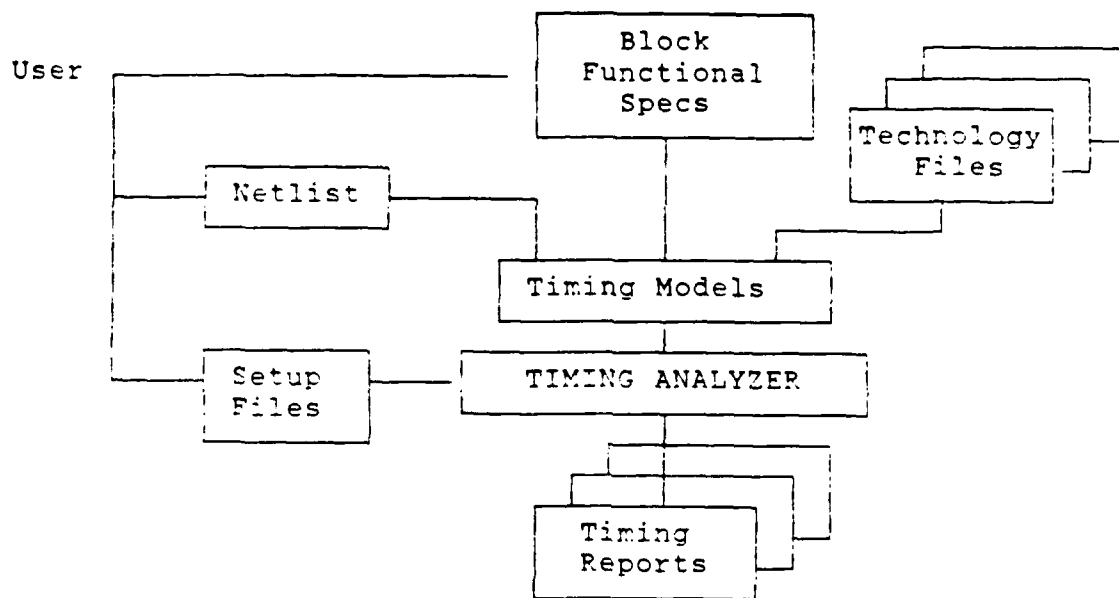 User
Block
Functional
Specs
Technology
Files
Netlist
Timing Models
Setup
Files
TIMING ANALYZER
Timing
Reports